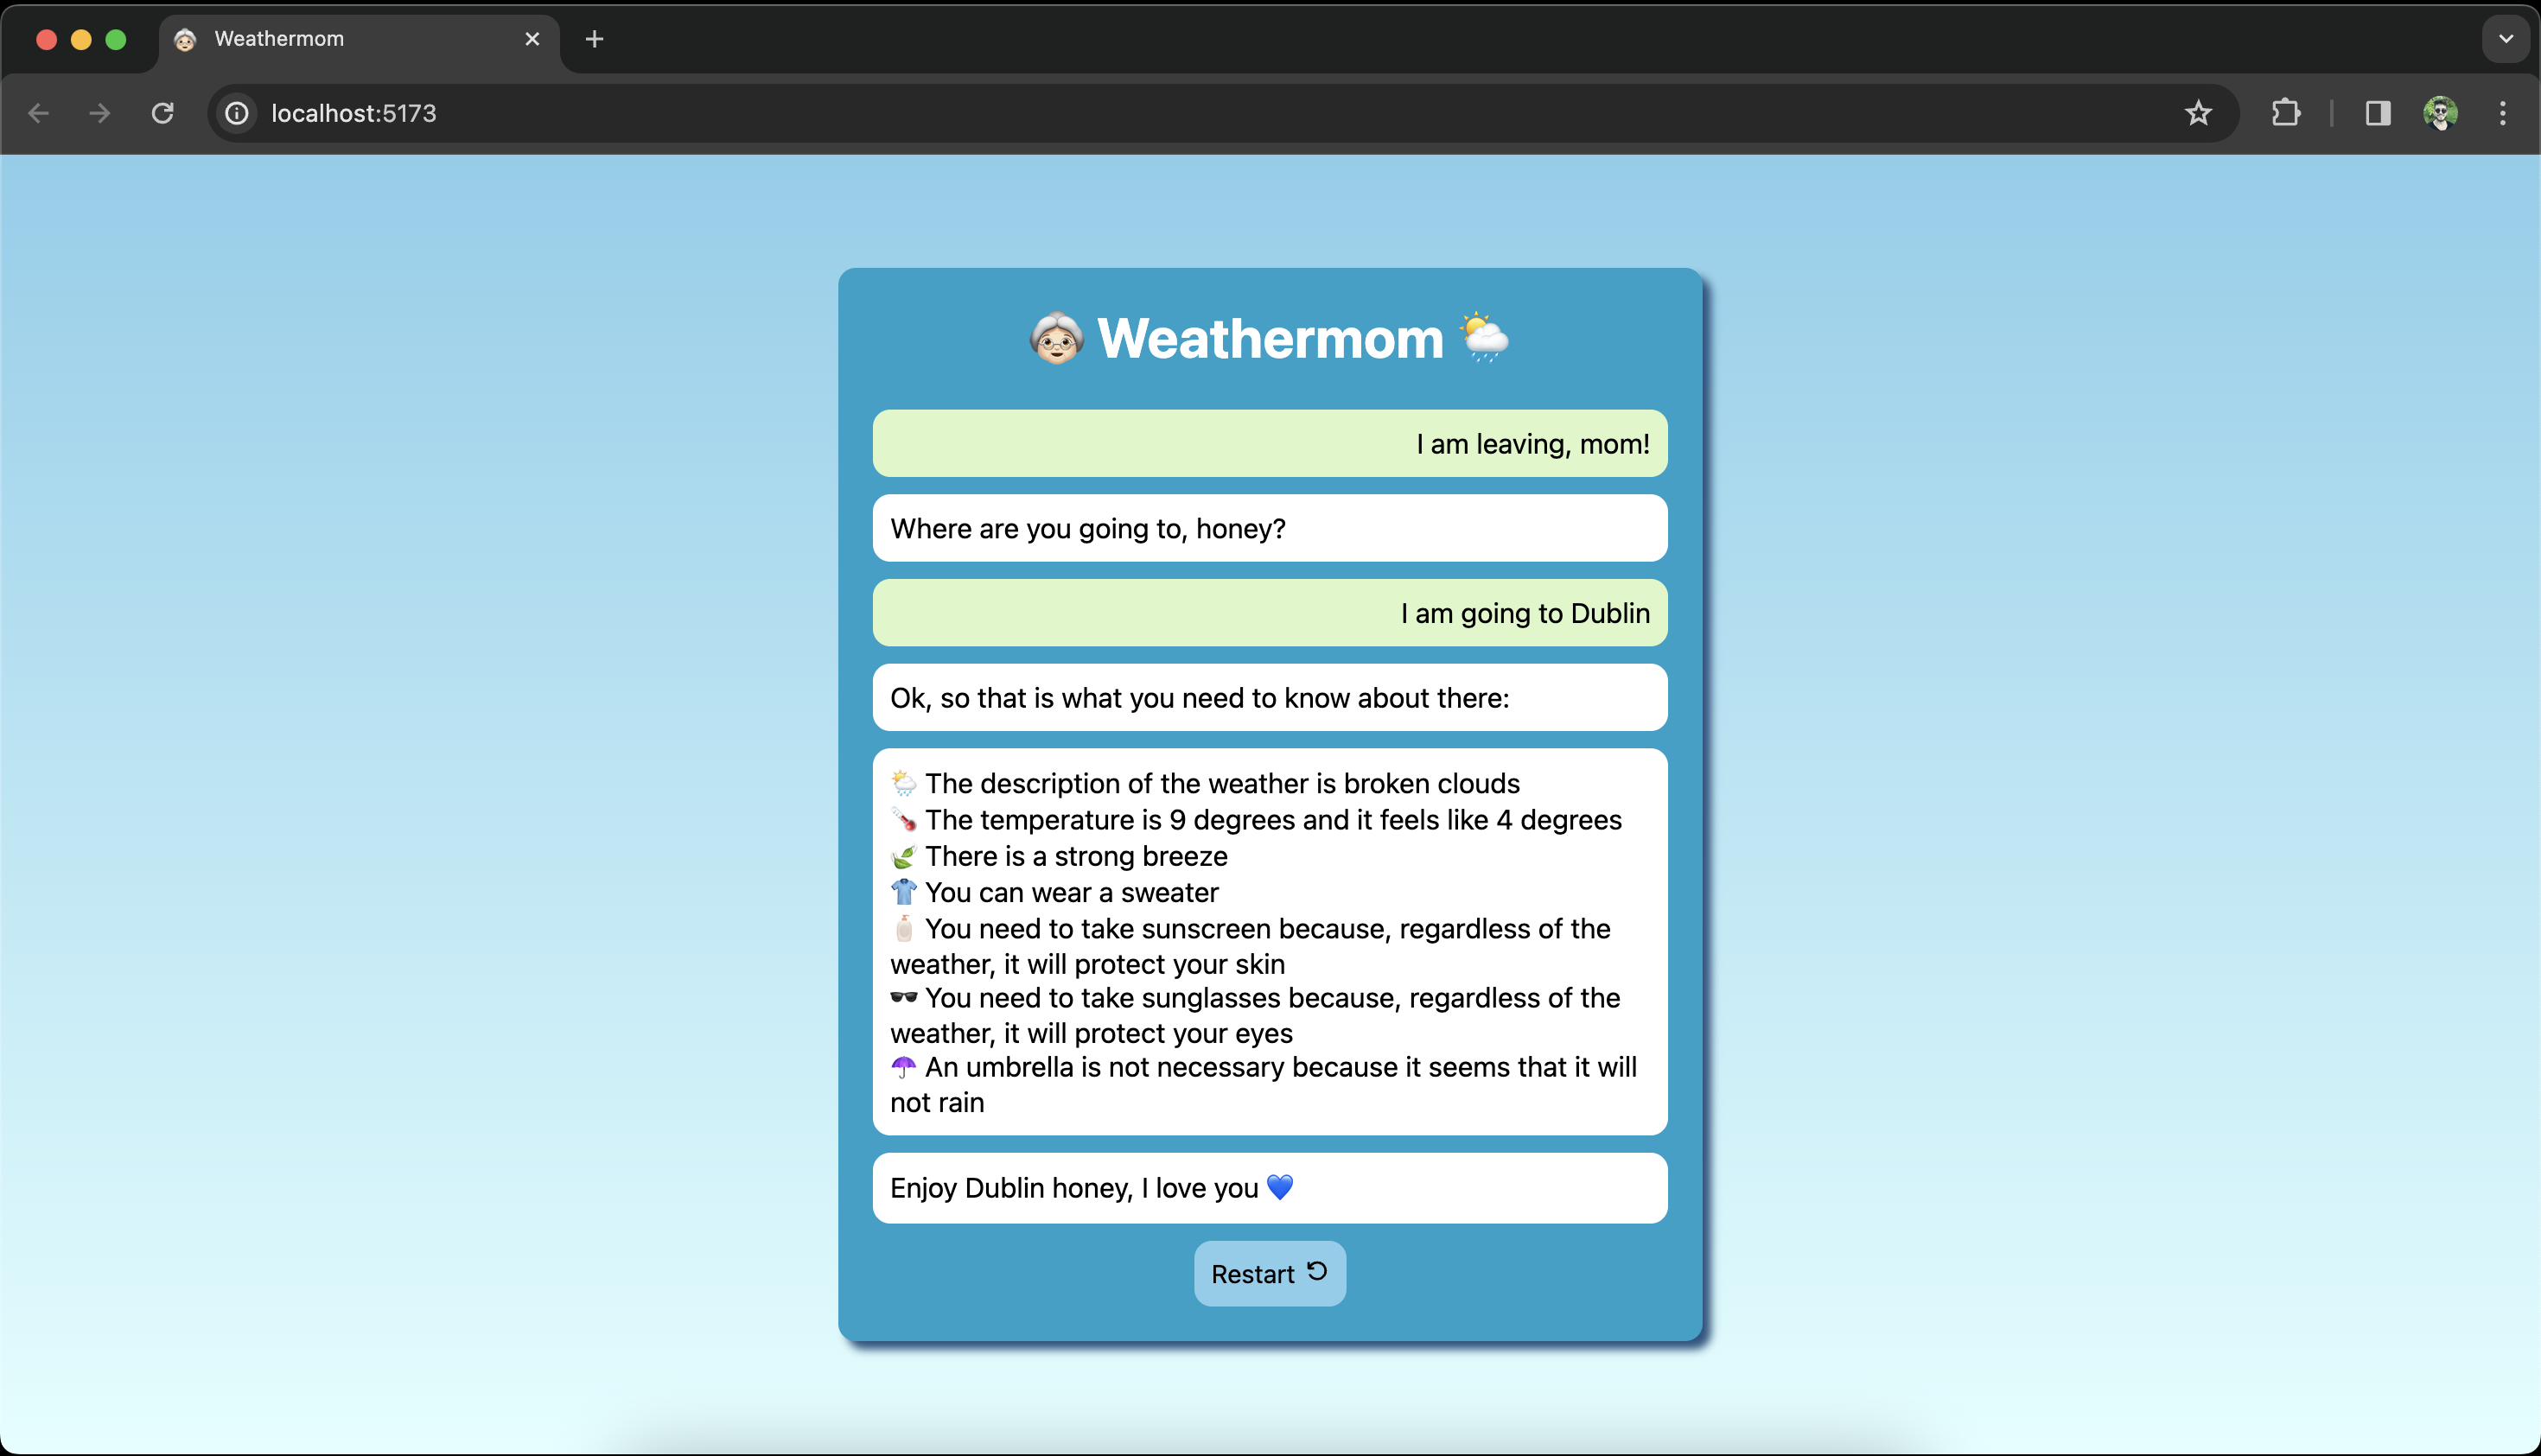 Weathermom
localhost:5173
👵🏻 Weathermom 🌦️
I am leaving, mom!
Where are you going to, honey?
I am going to Dublin
Ok, so that is what you need to know about there:
🌦️ The description of the weather is broken clouds
🌡️ The temperature is 9 degrees and it feels like 4 degrees
🍃 There is a strong breeze
👕 You can wear a sweater
🧴 You need to take sunscreen because, regardless of the
weather, it will protect your skin
🕶️ You need to take sunglasses because, regardless of the
weather, it will protect your eyes
☂️ An umbrella is not necessary because it seems that it will
not rain
Enjoy Dublin honey, I love you 💙
Restart